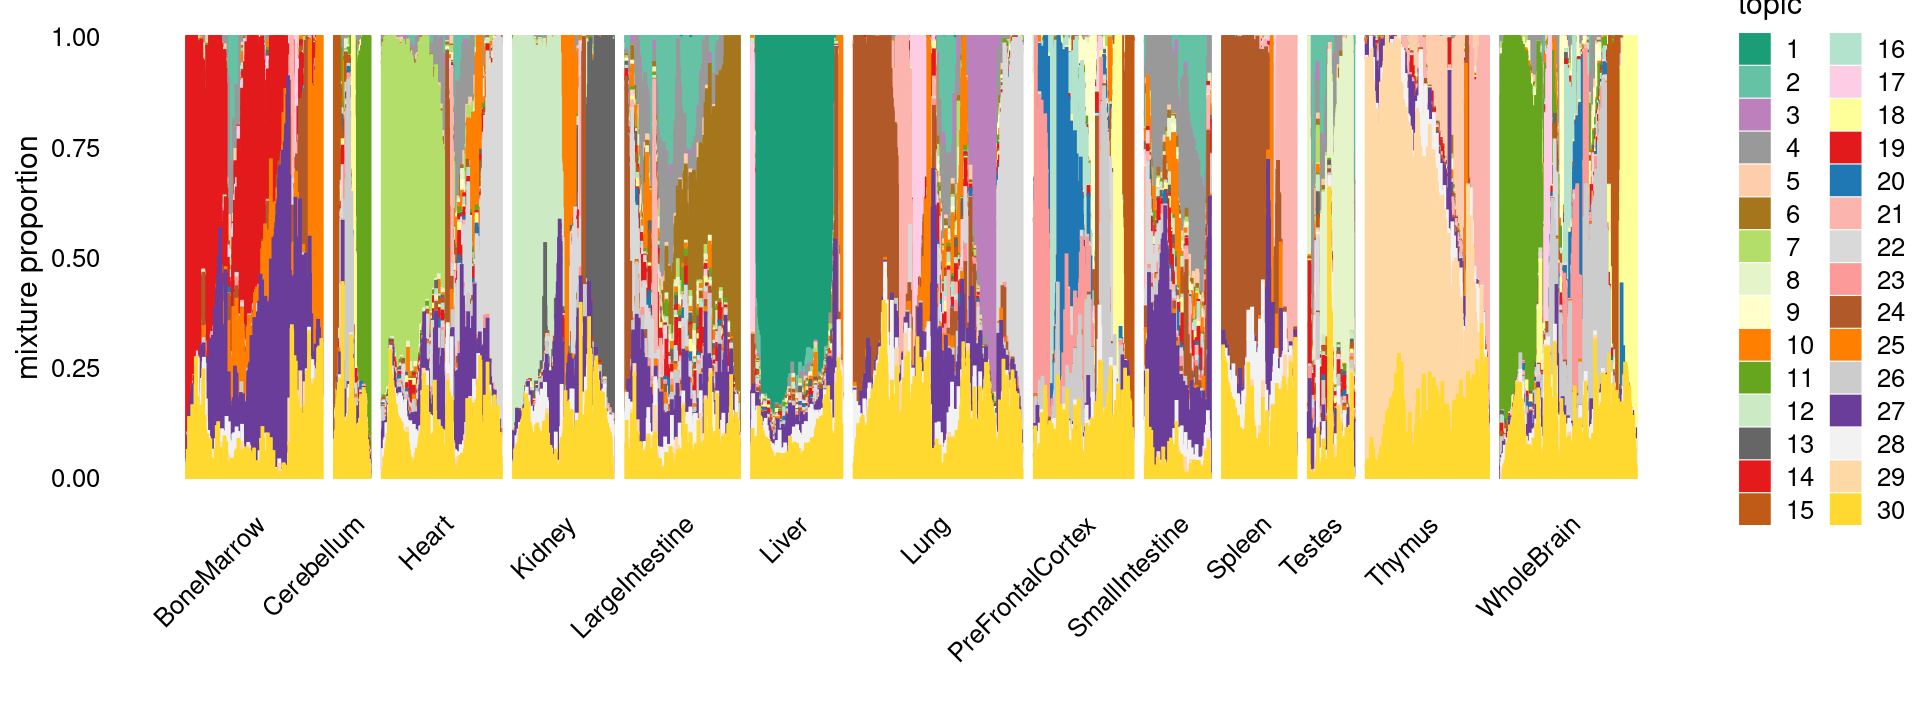 topic
1.00
0.75
0.50
0.25
0.00
mixture proportion
BoneMarrow
Cerebellum
Heart
Kidney
LargeIntestine
Liver
Lung
PreFrontalCortex
SmallIntestine
Spleen
Testes
Thymus
WholeBrain
1 16
2 17
3 18
4 19
5 20
6 21
7 22
8 23
9 24
10 25
11 26
12 27
13 28
14 29
15 30